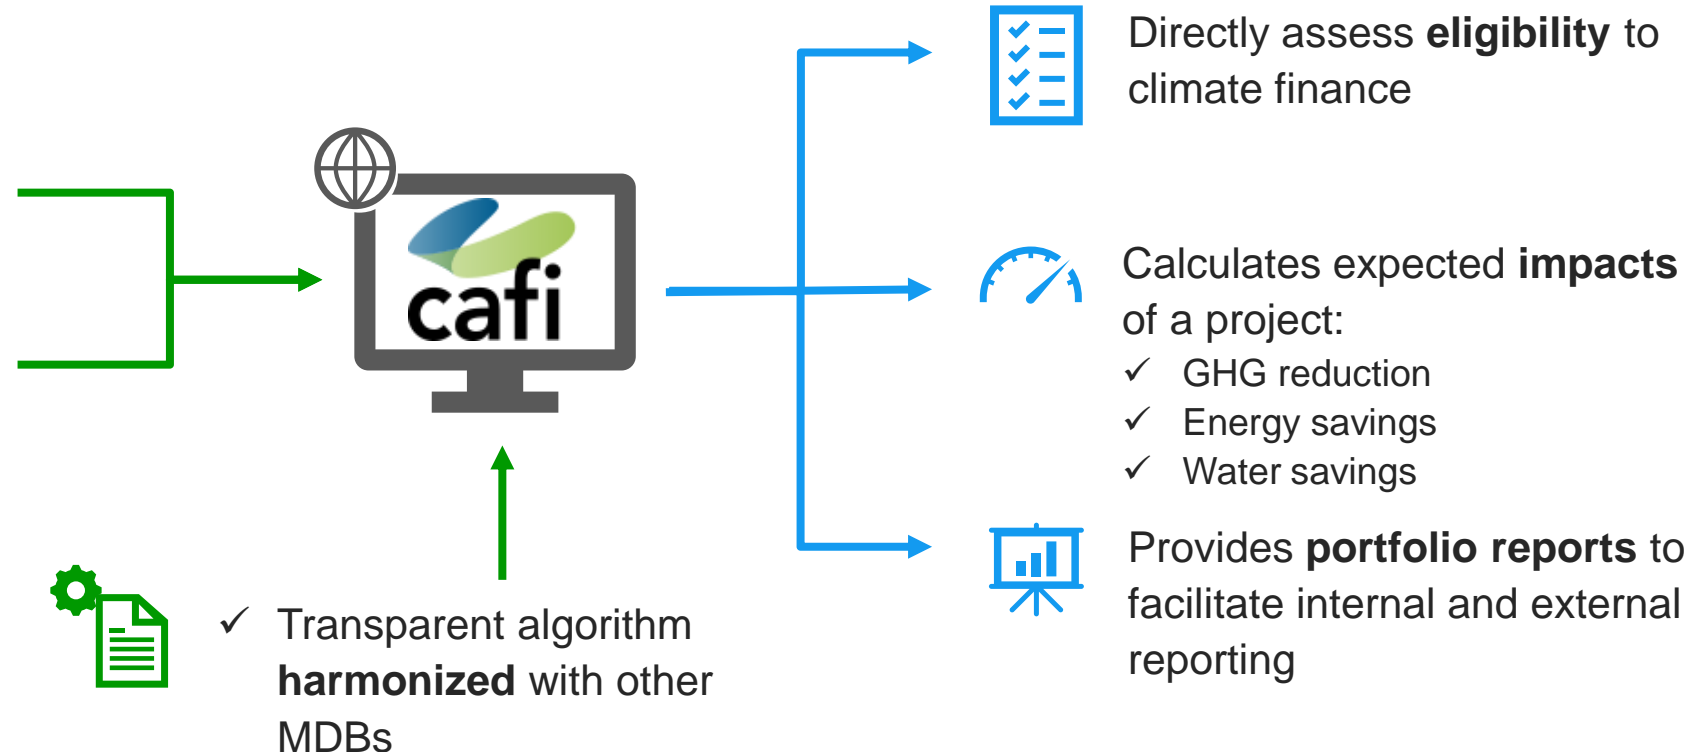 Directly assess eligibility to
climate finance
cafi
Calculates expected impacts
of a project:
✓ GHG reduction
✓ Energy savings
✓ Water savings
Provides portfolio reports to
facilitate internal and external
reporting
✓ Transparent algorithm
harmonized with other
MDBs